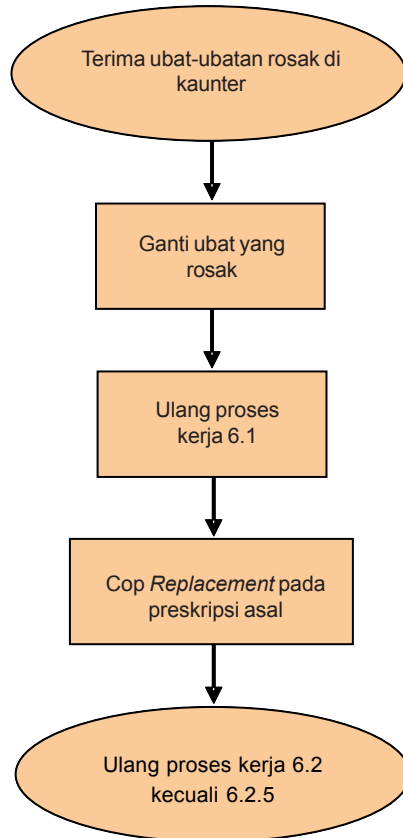 Terima ubat-ubatan rosak di
kaunter
Ganti ubat yang
rosak
Ulang proses
kerja 6.1
Cop Replacement pada
preskripsi asal
Ulang proses kerja 6.2
kecuali 6.2.5